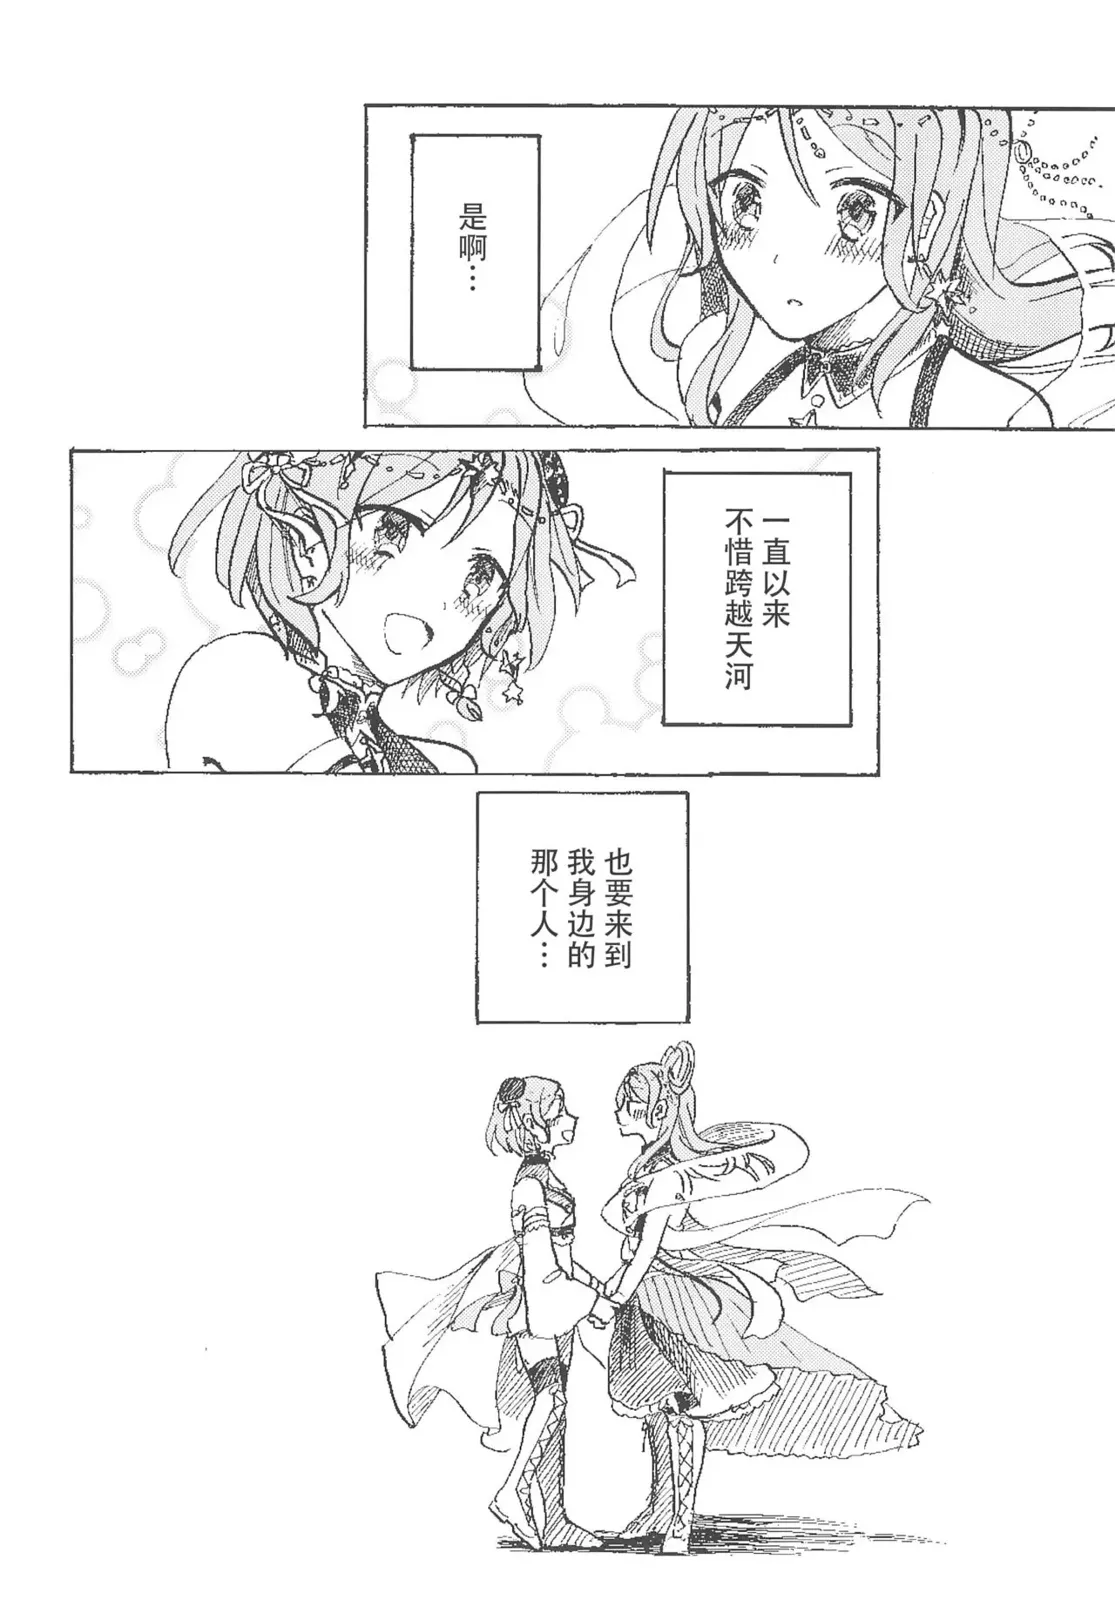 是啊…
一直以来
不惜跨越天河
也要来到
我身边的
那个人…